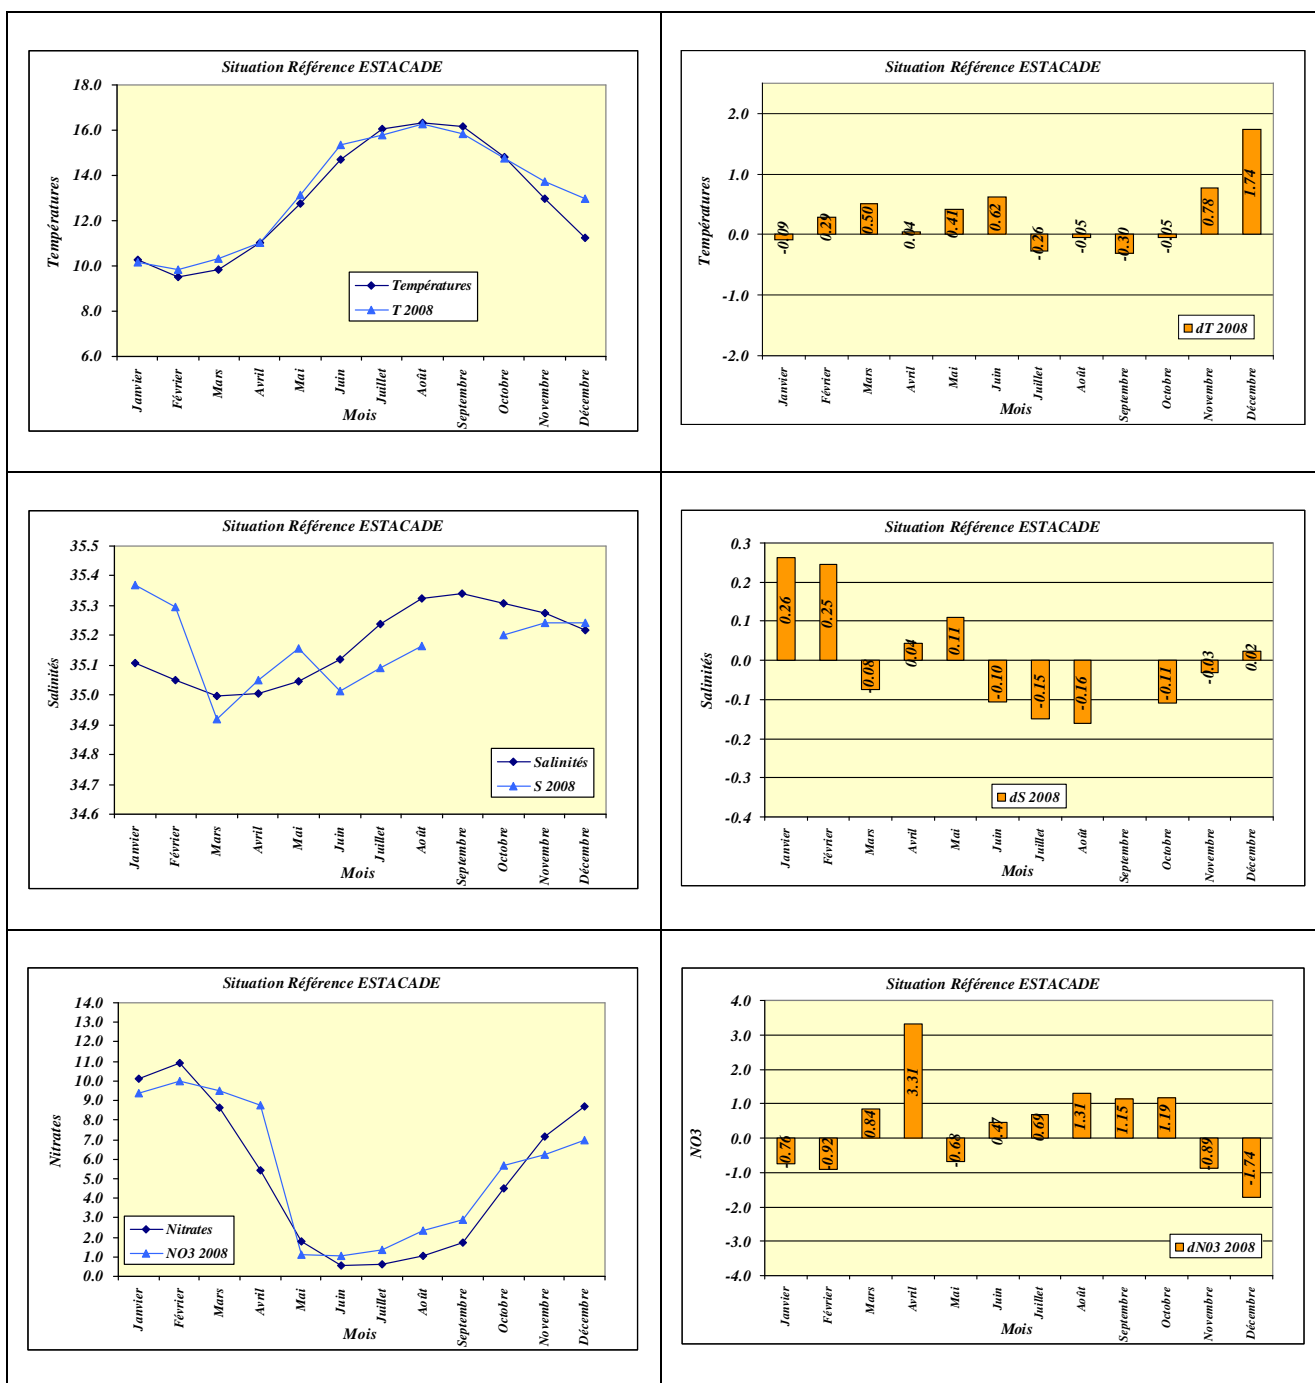 Situation Référence ESTACADE
18.0
16.0
14.0
12.0
10.0
8.0
6.0
Températures
Températures
T 2008
Janvier
Février
Mars
Avril
Mai
Juin
Juillet
Août
Septembre
Octobre
Novembre
Décembre
Mois
Situation Référence ESTACADE
2.0
1.0
0.0
-1.0
-2.0
Températures
-0.09
0.29
0.50
0.04
0.41
0.62
-0.26
-0.05
-0.30
-0.05
0.78
1.74
dT 2008
Janvier
Février
Mars
Avril
Mai
Juin
Juillet
Août
Septembre
Octobre
Novembre
Décembre
Mois
Situation Référence ESTACADE
35.5
35.4
35.3
35.2
35.1
35.0
34.9
34.8
34.7
34.6
Salinités
Salinités
S 2008
Janvier
Février
Mars
Avril
Mai
Juin
Juillet
Août
Septembre
Octobre
Novembre
Décembre
Mois
Situation Référence ESTACADE
0.3
0.2
0.1
0.0
-0.1
-0.2
-0.3
-0.4
Salinités
0.26
0.25
-0.08
0.04
0.11
-0.10
-0.15
-0.16
-0.11
-0.03
0.02
dS 2008
Janvier
Février
Mars
Avril
Mai
Juin
Juillet
Août
Septembre
Octobre
Novembre
Décembre
Mois
Situation Référence ESTACADE
14.0
13.0
12.0
11.0
10.0
9.0
8.0
7.0
6.0
5.0
4.0
3.0
2.0
1.0
0.0
Nitrates
Nitrates
NO3 2008
Janvier
Février
Mars
Avril
Mai
Juin
Juillet
Août
Septembre
Octobre
Novembre
Décembre
Mois
Situation Référence ESTACADE
4.0
3.0
2.0
1.0
0.0
-1.0
-2.0
-3.0
-4.0
NO3
-0.76
-0.92
0.84
3.31
-0.68
0.47
0.69
1.31
1.15
1.19
-0.89
-1.74
dN03 2008
Janvier
Février
Mars
Avril
Mai
Juin
Juillet
Août
Septembre
Octobre
Novembre
Décembre
Mois